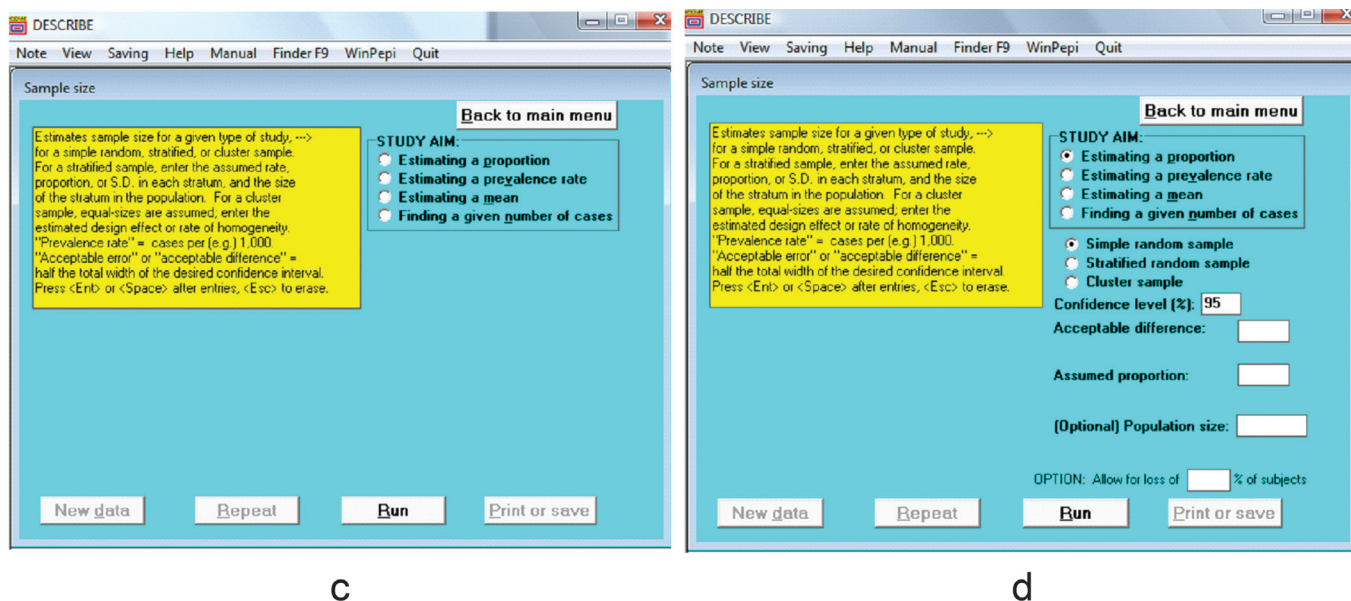 DESCRIBE
Note View Saving Help Manual Finder F9 WinPepi Quit
Sample size
Back to main menu
Estimates sample size for a given type of study, --->
for a simple random, stratified, or cluster sample.
For a stratified sample, enter the assumed rate,
proportion, or S.D. in each stratum, and the size
of the stratum in the population. For a cluster
sample, equal-sizes are assumed; enter the
estimated design effect or rate of homogeneity.
"Prevalence rate" = cases per (e.g.) 1,000.
"Acceptable error" or "acceptable difference" =
half the total width of the desired confidence interval.
Press <Ent> or <Space> after entries, <Esc> to erase.
STUDY AIM:
Estimating a proportion
Estimating a prevalence rate
Estimating a mean
Finding a given number of cases
New data
Repeat
Run
Print or save
c
DESCRIBE
Note View Saving Help Manual Finder F9 WinPepi Quit
Sample size
Back to main menu
Estimates sample size for a given type of study, --->
for a simple random, stratified, or cluster sample.
For a stratified sample, enter the assumed rate,
proportion, or S.D. in each stratum, and the size
of the stratum in the population. For a cluster
sample, equal-sizes are assumed; enter the
estimated design effect or rate of homogeneity.
"Prevalence rate" = cases per (e.g.) 1,000.
"Acceptable error" or "acceptable difference" =
half the total width of the desired confidence interval.
Press <Ent> or <Space> after entries, <Esc> to erase.
STUDY AIM:
Estimating a proportion
Estimating a prevalence rate
Estimating a mean
Finding a given number of cases
Simple random sample
Stratified random sample
Cluster sample
Confidence level (%): 95
Acceptable difference:
Assumed proportion:
(Optional) Population size:
OPTION: Allow for loss of % of subjects
New data
Repeat
Run
Print or save
d